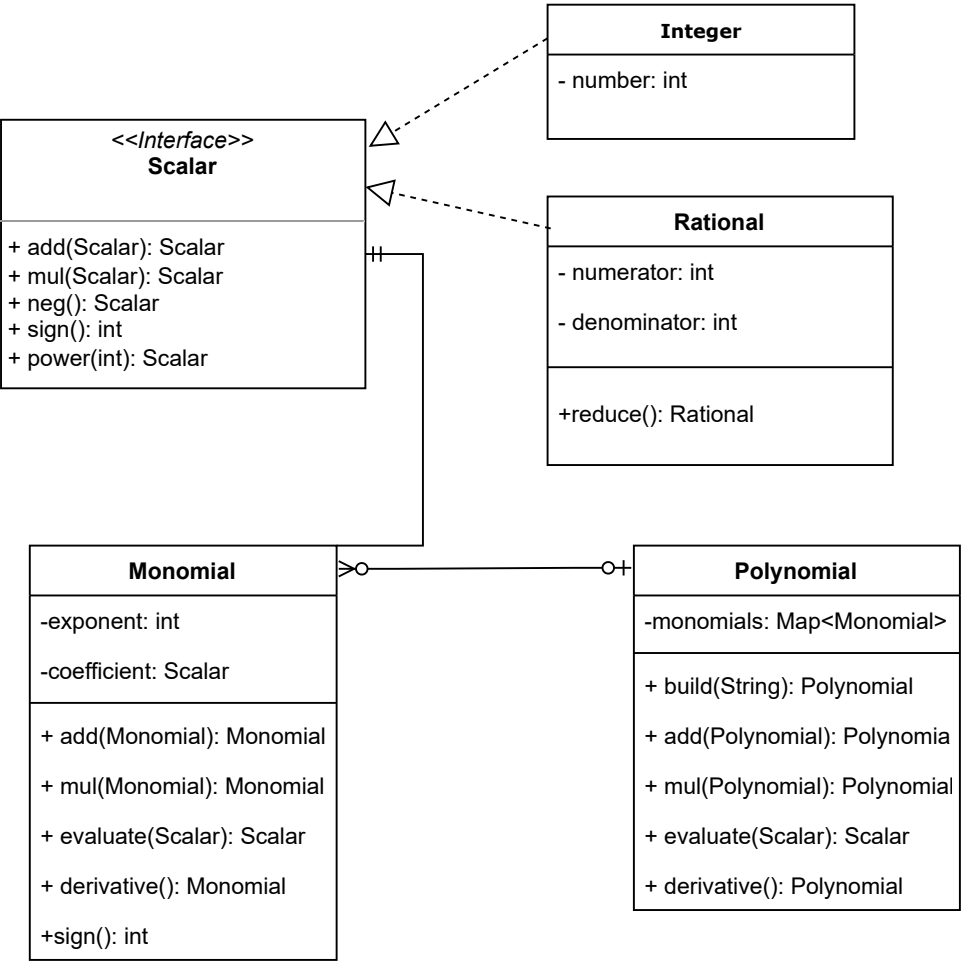 Integer
- number: int
<<Interface>>
Scalar
+ add(Scalar): Scalar
+ mul(Scalar): Scalar
+ neg(): Scalar
+ sign(): int
+ power(int): Scalar
Rational
- numerator: int
- denominator: int
+reduce(): Rational
Monomial
-exponent: int
-coefficient: Scalar
+ add(Monomial): Monomial
+ mul(Monomial): Monomial
+ evaluate(Scalar): Scalar
+ derivative(): Monomial
+sign(): int
Polynomial
-monomials: Map<Monomial>
+ build(String): Polynomial
+ add(Polynomial): Polynomia
+ mul(Polynomial): Polynomial
+ evaluate(Scalar): Scalar
+ derivative(): Polynomial